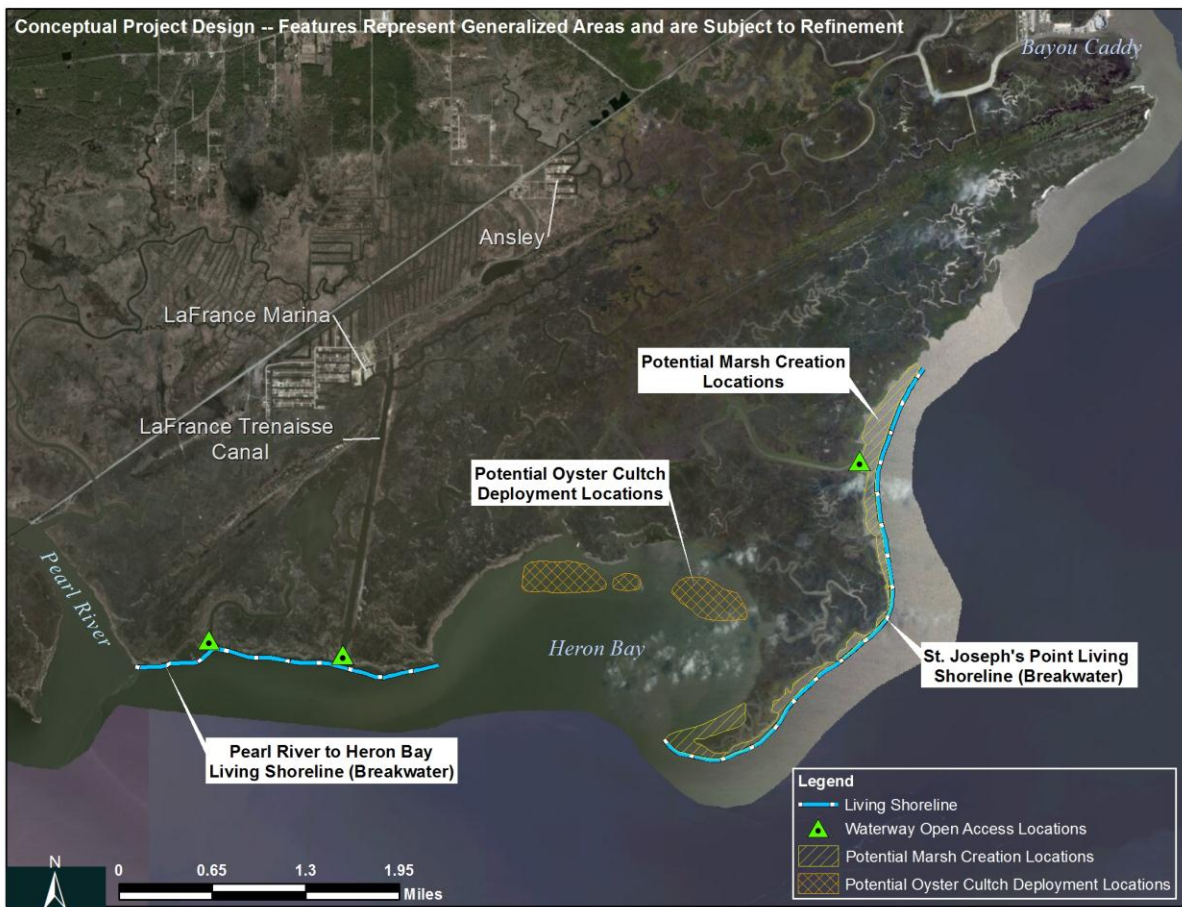 Conceptual Project Design -- Features Represent Generalized Areas and are Subject to Refinement
Bayou Caddy
Ansley
LaFrance Marina
Potential Marsh Creation
Locations
LaFrance Trenaisse
Canal
Potential Oyster Cultch
Deployment Locations
Pearl River
Heron Bay
St. Joseph's Point Living
Shoreline (Breakwater)
Pearl River to Heron Bay
Living Shoreline (Breakwater)
Legend
Living Shoreline
Waterway Open Access Locations
Potential Marsh Creation Locations
Potential Oyster Cultch Deployment Locations
N
0 0.65 1.3 1.95
Miles